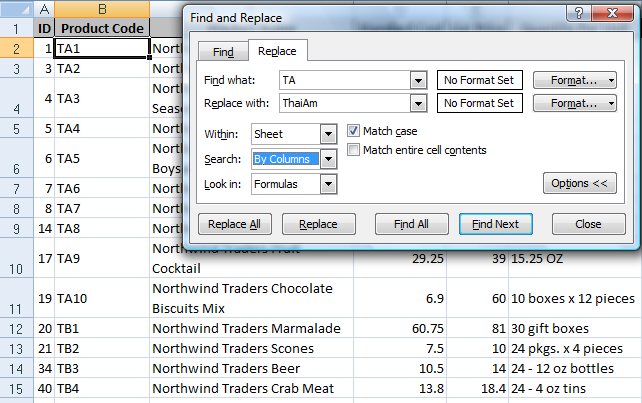 A B
Find and Replace
1 ID Product Code
2 1 TA1 North
3 3 TA2 North
North
4 4 TA3 Seaso
5 5 TA4 North
North
6 6 TA5 Boys
7 7 TA6 North
8 8 TA7 North
9 14 TA8 North
Find Replace
Find what: TA No Format Set Format...
Replace with: ThaiAm No Format Set Format...
Within: Sheet Match case
Search: By Columns Match entire cell contents
Look in: Formulas Options <<
Replace All Replace Find All Find Next Close
Northwind Traders Fruit
10 17 TA9 Cocktail 29.25 39 15.25 OZ
Northwind Traders Chocolate
11 19 TA10 Biscuits Mix 6.9 60 10 boxes x 12 pieces
12 20 TB1 Northwind Traders Marmalade 60.75 81 30 gift boxes
13 21 TB2 Northwind Traders Scones 7.5 10 24 pkgs. x 4 pieces
14 34 TB3 Northwind Traders Beer 10.5 14 24 - 12 oz bottles
15 40 TB4 Northwind Traders Crab Meat 13.8 18.4 24 - 4 oz tins